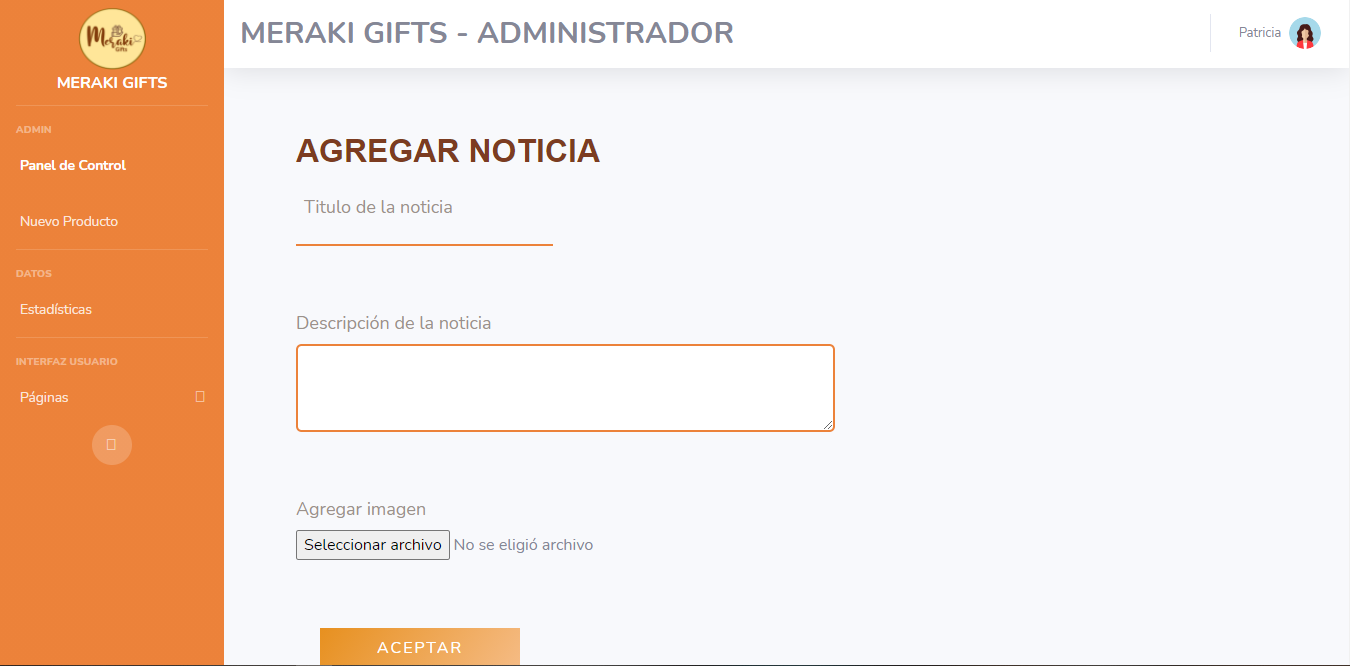 Meraki
Gifts
MERAKI GIFTS
ADMIN
Panel de Control
Nuevo Producto
DATOS
Estadísticas
INTERFAZ USUARIO
Páginas
MERAKI GIFTS - ADMINISTRADOR
Patricia
AGREGAR NOTICIA
Titulo de la noticia
Descripción de la noticia
Agregar imagen
Seleccionar archivo No se eligió archivo
ACEPTAR